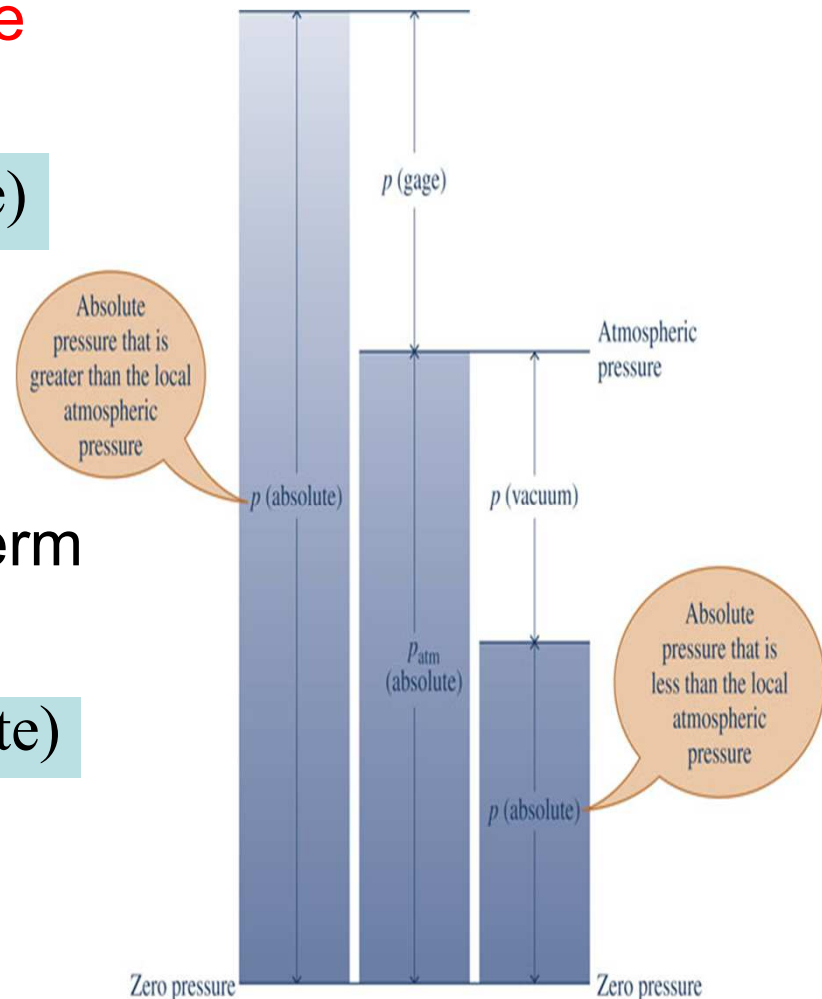 e
e)
p (gage)
Absolute
pressure that is
greater than the local
atmospheric
pressure
Atmospheric
pressure
p (absolute)
p (vacuum)
erm
patm
(absolute)
Absolute
pressure that is
less than the local
atmospheric
pressure
te)
p (absolute)
Zero pressure
Zero pressure